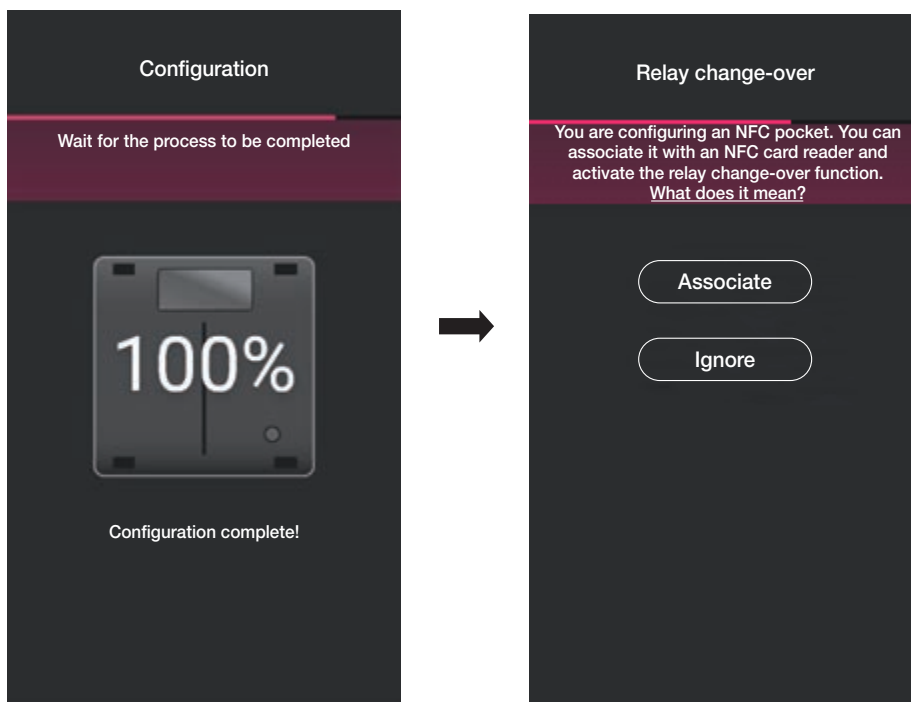 Configuration
Wait for the process to be completed
100%
Configuration complete!
Relay change-over
You are configuring an NFC pocket. You can
associate it with an NFC card reader and
activate the relay change-over function.
What does it mean?
Associate
Ignore